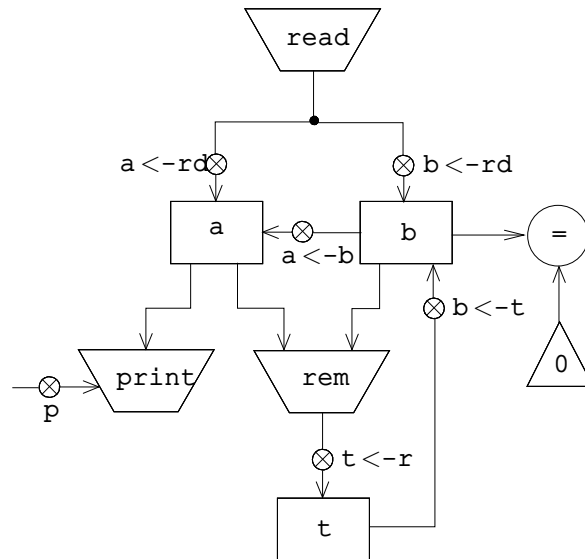 read
a<-rd
b<-rd
a
b
=
a<-b
b<-t
print
rem
0
p
t<-r
t